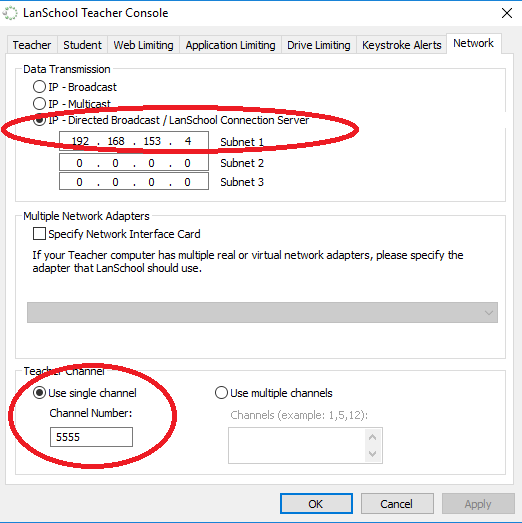 LanSchool Teacher Console
Teacher Student Web Limiting Application Limiting Drive Limiting Keystroke Alerts Network
Data Transmission
IP - Broadcast
IP - Multicast
IP - Directed Broadcast / LanSchool Connection Server
192 . 168 . 153 . 4 Subnet 1
0 . 0 . 0 . 0 Subnet 2
0 . 0 . 0 . 0 Subnet 3
Multiple Network Adapters
Specify Network Interface Card
If your Teacher computer has multiple real or virtual network adapters, please specify the
adapter that LanSchool should use.
Teacher Channel
Use single channel Use multiple channels
Channel Number: Channels (example: 1,5,12):
5555
OK Cancel Apply